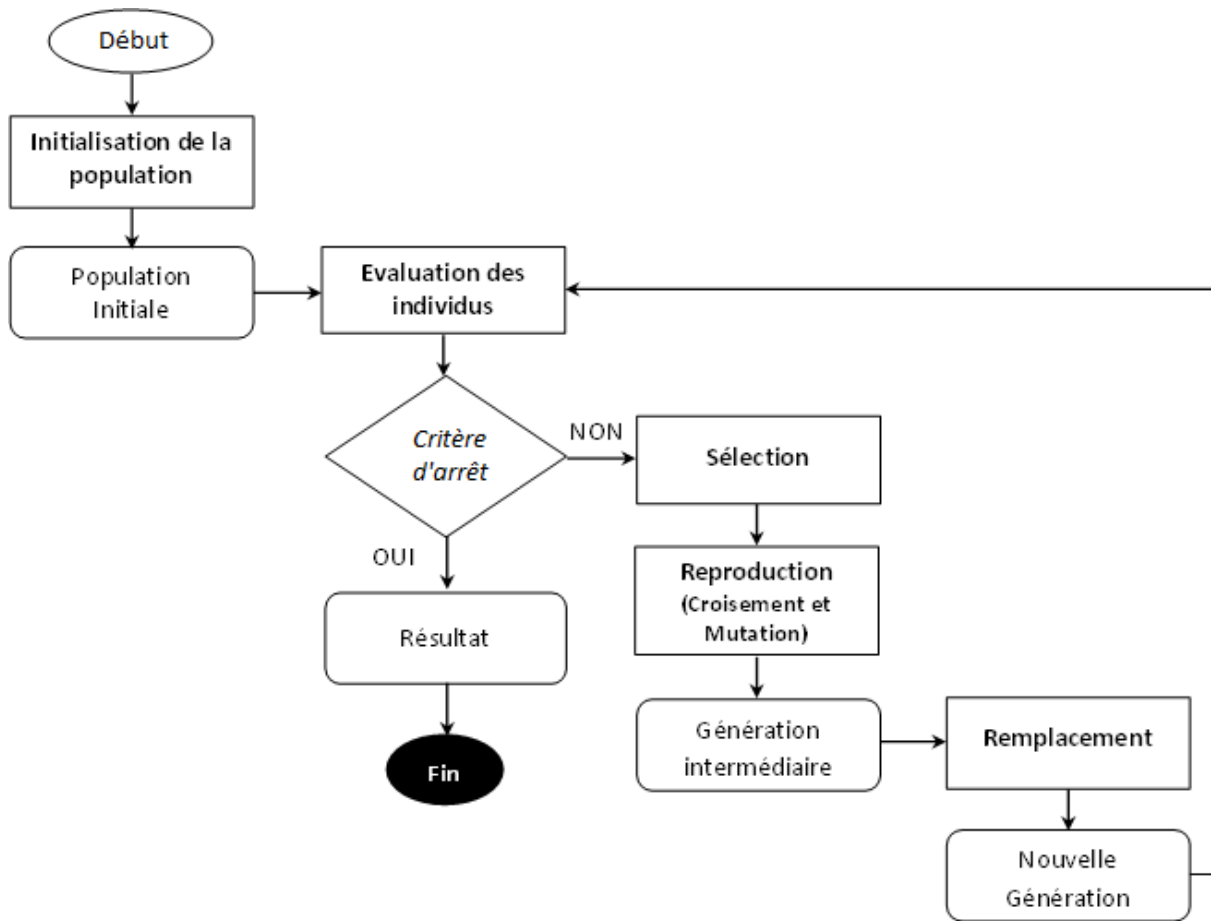 Début
Initialisation de la
population
Population
Initiale
Evaluation des
individus
Critère
d'arrêt
NON
Sélection
OUI
Reproduction
(Croisement et
Mutation)
Résultat
Génération
intermédiaire
Remplacement
Fin
Nouvelle
Génération